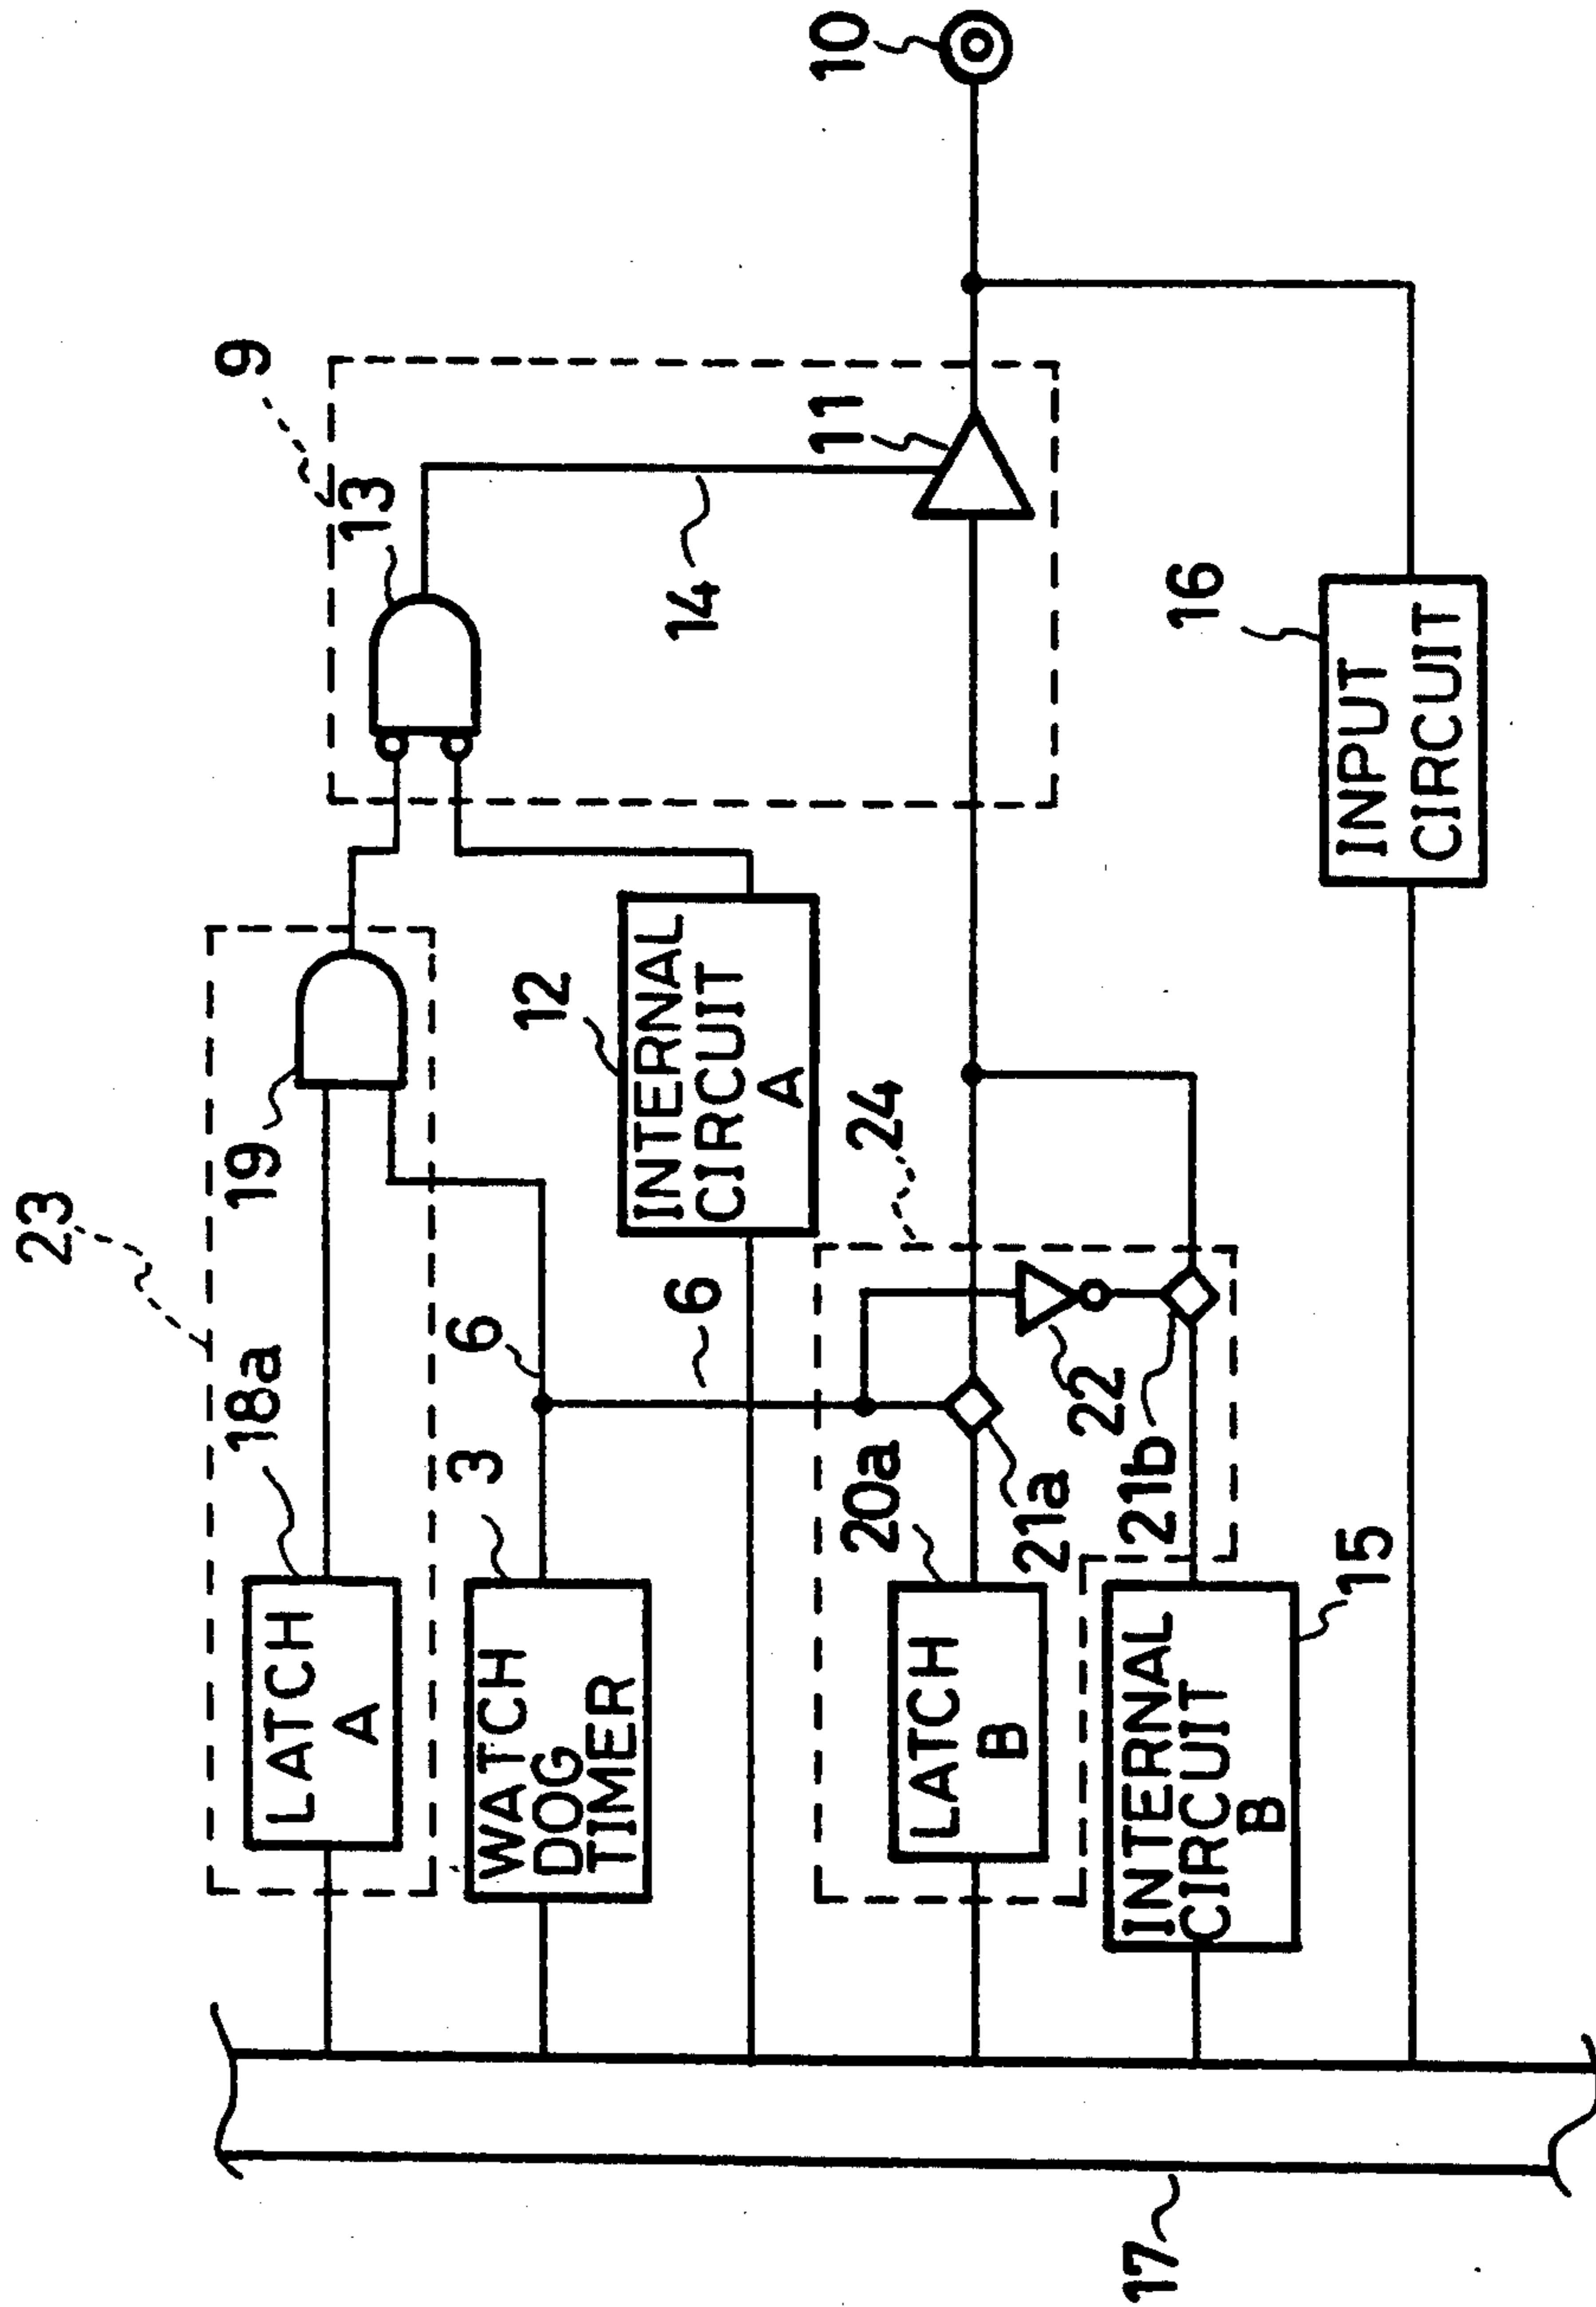 23
18a
19
LATCH
A
9
13
6
3
WATCH
DOG
TIMER
12
INTERNAL
CIRCUIT
A
6
14
11
10
24
20a
LATCH
B
21a
22
21b
INTERNAL
CIRCUIT
B
15
16
INPUT
CIRCUIT
17